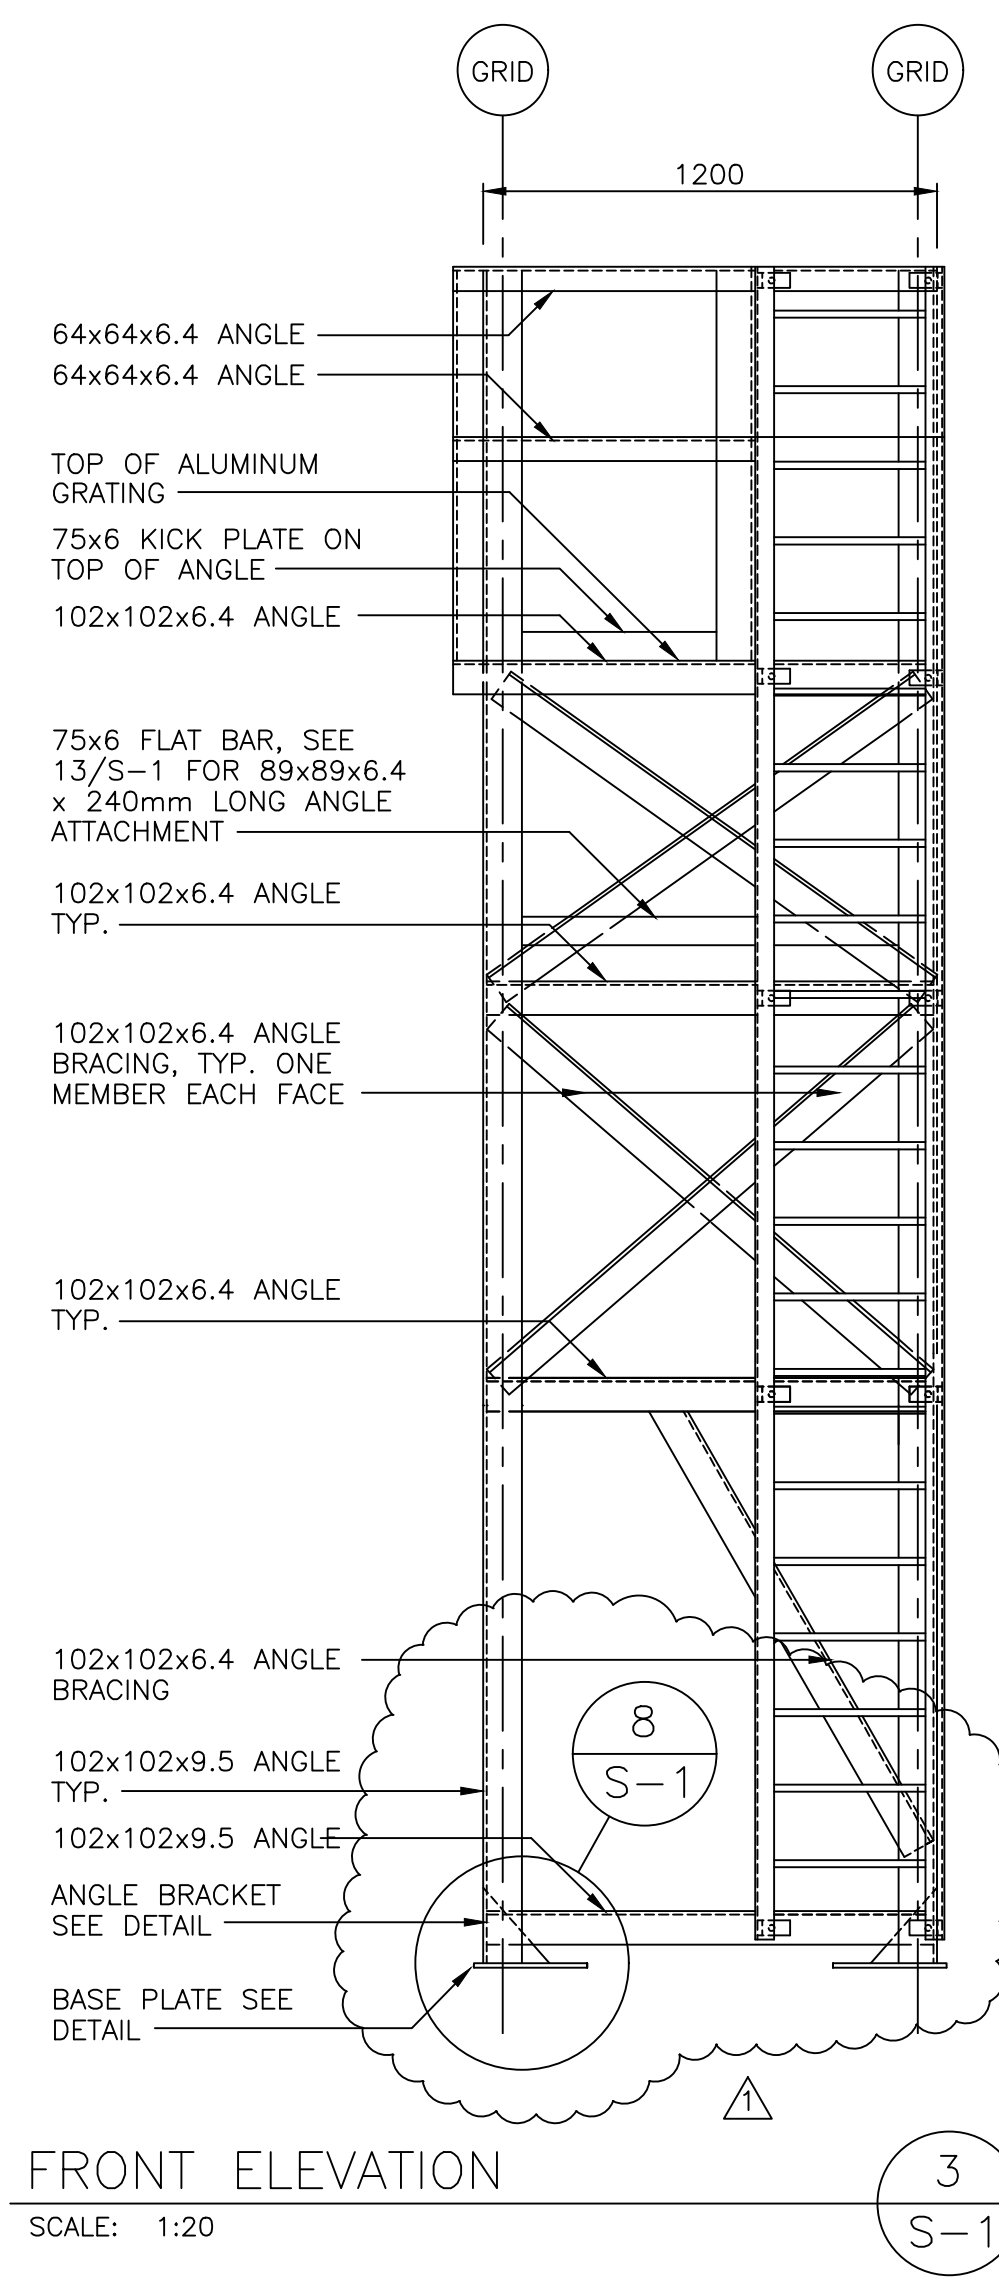 GRID
GRID
1200
64x64x6.4 ANGLE
64x64x6.4 ANGLE
TOP OF ALUMINUM
GRATING
75x6 KICK PLATE ON
TOP OF ANGLE
102x102x6.4 ANGLE
75x6 FLAT BAR, SEE
13/S-1 FOR 89x89x6.4
x 240mm LONG ANGLE
ATTACHMENT
102x102x6.4 ANGLE
TYP.
102x102x6.4 ANGLE
BRACING, TYP. ONE
MEMBER EACH FACE
102x102x6.4 ANGLE
TYP.
102x102x6.4 ANGLE
BRACING
8
S-1
102x102x9.5 ANGLE
TYP.
102x102x9.5 ANGLE
ANGLE BRACKET
SEE DETAIL
BASE PLATE SEE
DETAIL
1
FRONT ELEVATION
SCALE: 1:20
3
S-1